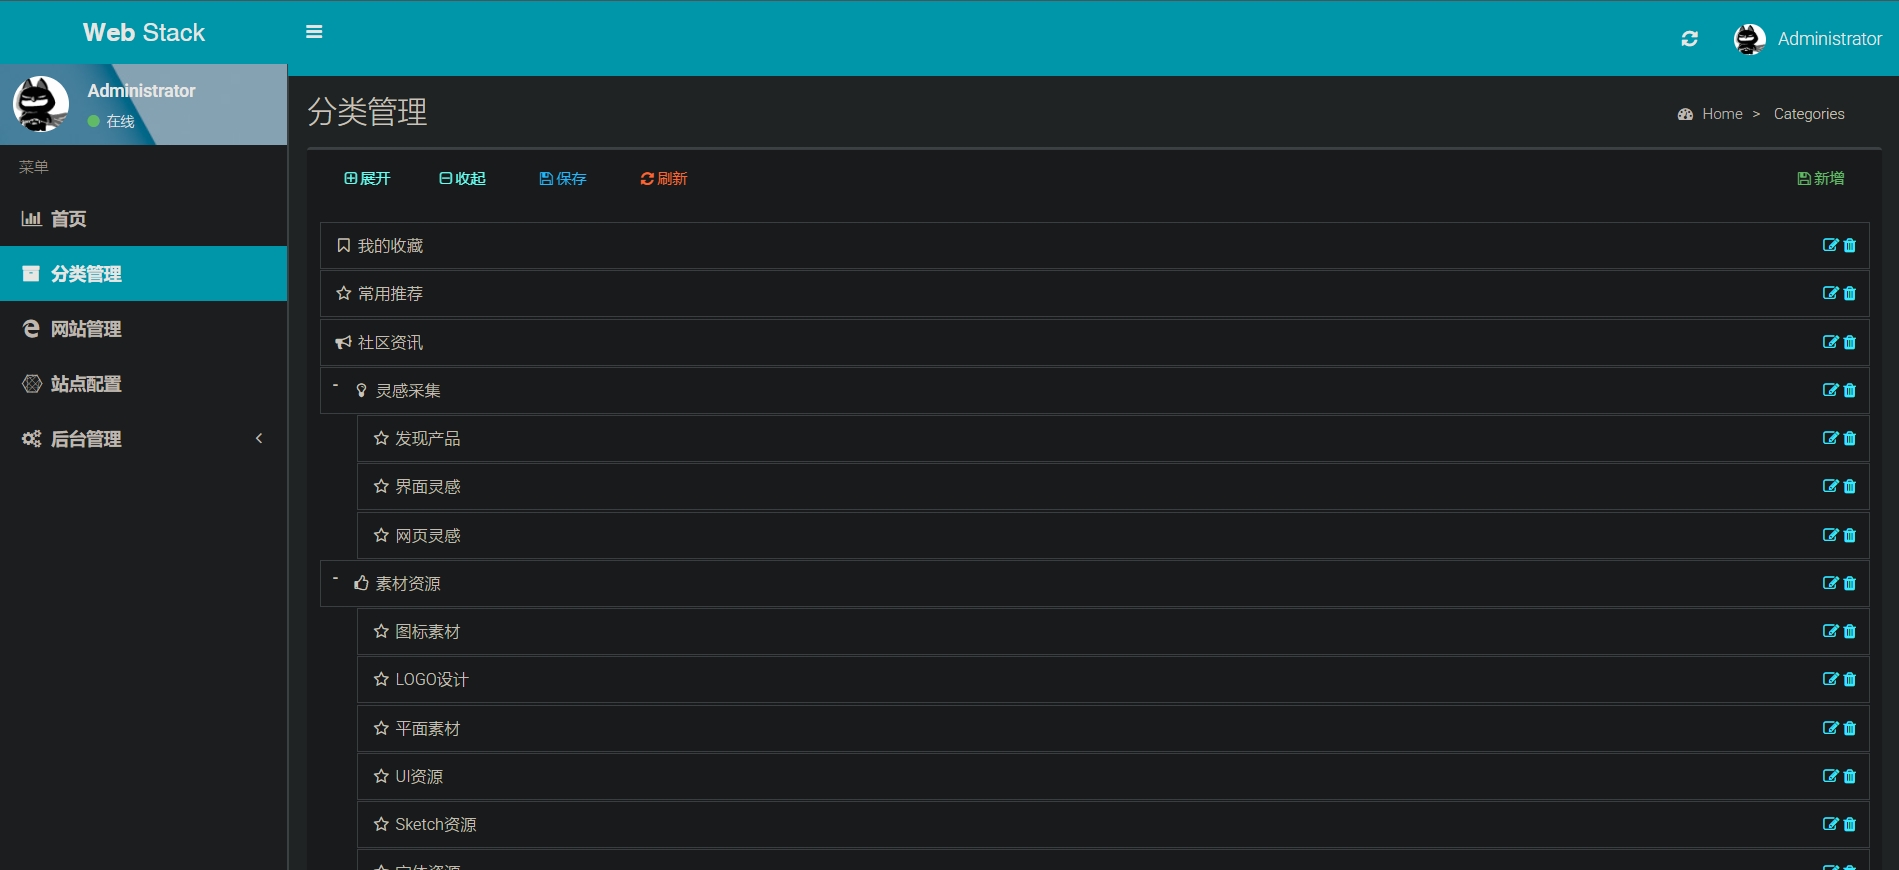 Web Stack
Administrator
Administrator
在线
菜单
首页
分类管理
网站管理
站点配置
后台管理
分类管理
Home > Categories
展开 收起 保存 刷新 新增
我的收藏
常用推荐
社区资讯
- 灵感采集
发现产品
界面灵感
网页灵感
- 素材资源
图标素材
LOGO设计
平面素材
UI资源
Sketch资源
字体资源